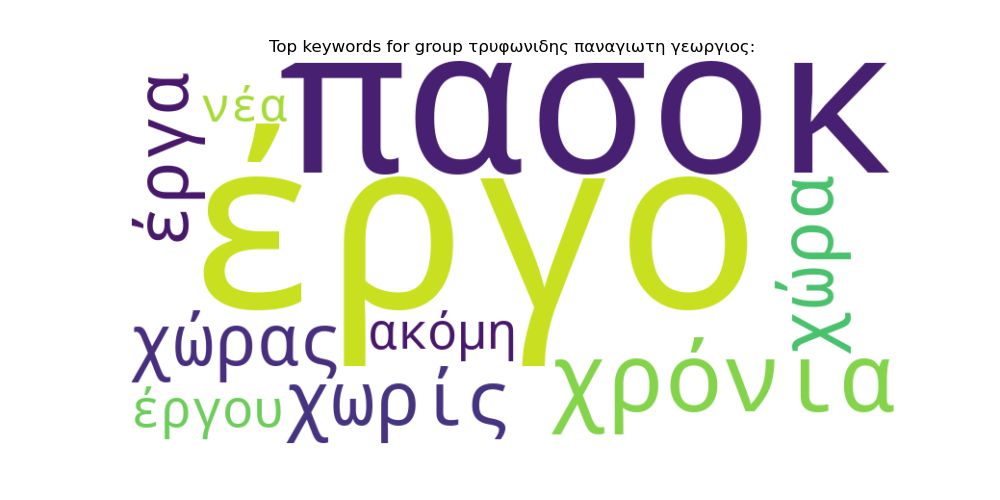 Top keywords for group τρυφωνιδης παναγιωτη γεωργιος:
έργα
νέα
πασοκ
έργο
χώρα
χώρας
ακόμη
χρόνια
έργου
χωρίς